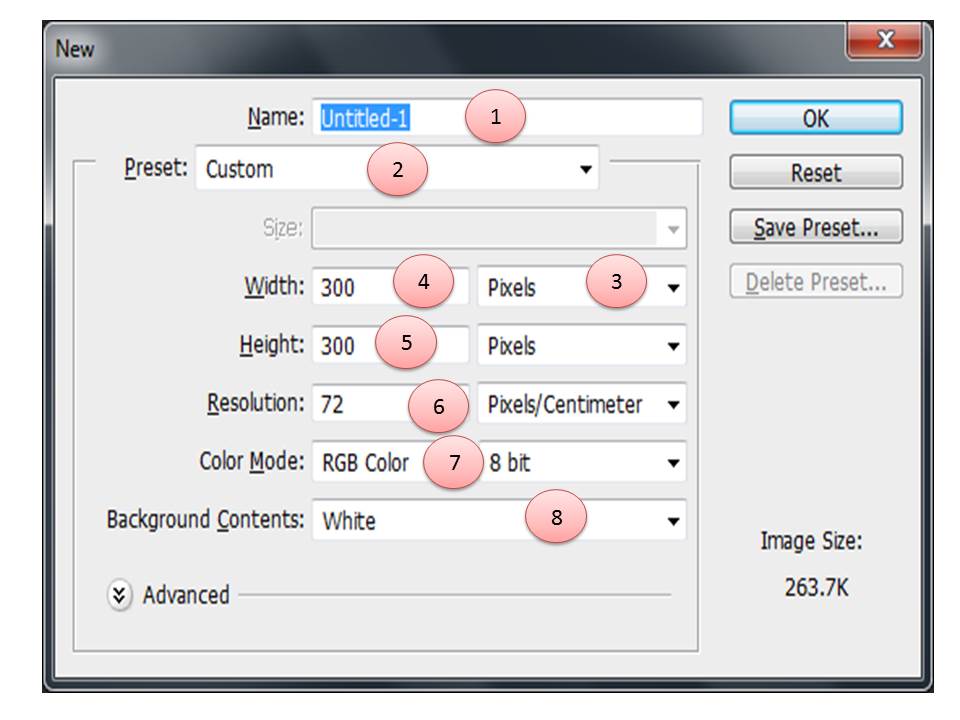 New
X
Name: Untitled-1 1
OK
Preset: Custom 2
Reset
Size:
Save Preset...
Width: 300 4 Pixels 3
Delete Preset...
Height: 300 5 Pixels
Resolution: 72 6 Pixels/Centimeter
Color Mode: RGB Color 7 8 bit
Background Contents: White 8
Image Size:
263.7K
Advanced